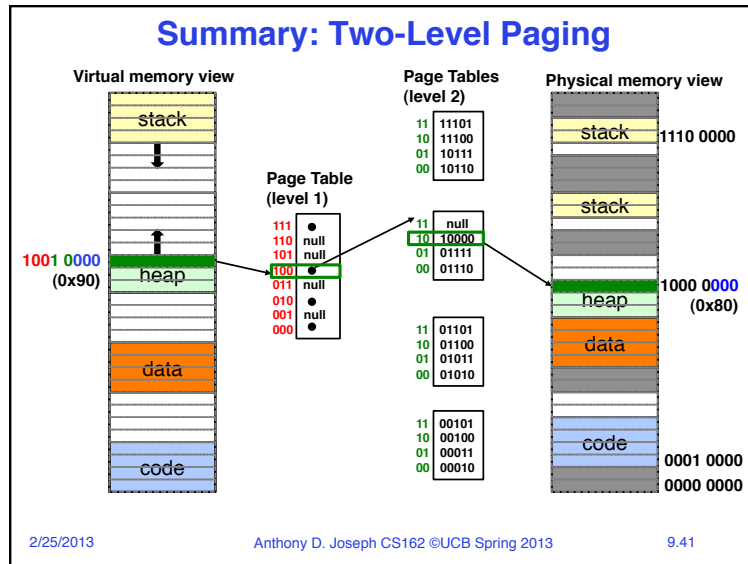 Summary: Two-Level Paging
Virtual memory view
stack
1001 0000
(0x90)
heap
data
code
Page Table
(level 1)
111
110 null
101 null
100
011 null
010
001 null
000
Page Tables
(level 2)
11 11101
10 11100
01 10111
00 10110
11 null
10 10000
01 01111
00 01110
11 01101
10 01100
01 01011
00 01010
11 00101
10 00100
01 00011
00 00010
Physical memory view
stack
1110 0000
stack
1000 0000
(0x80)
heap
data
code
0001 0000
0000 0000
2/25/2013
Anthony D. Joseph CS162 ©UCB Spring 2013
9.41